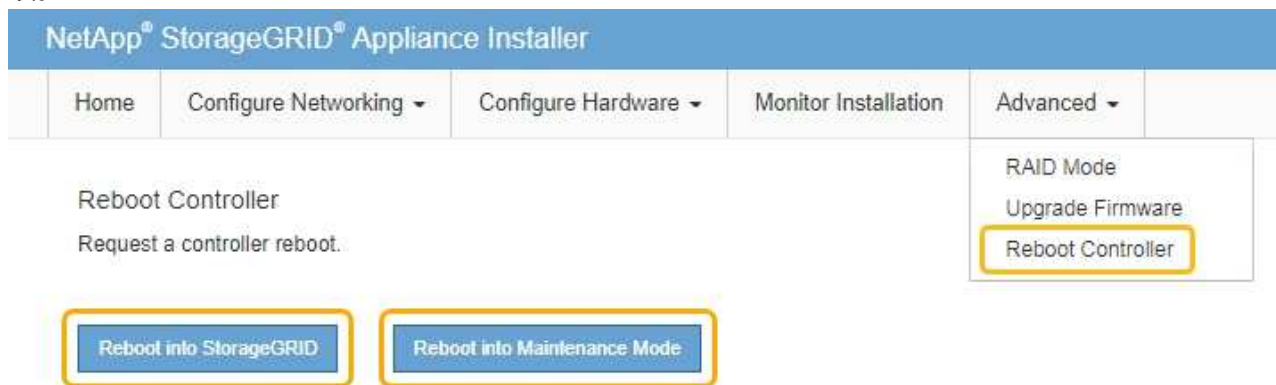 NetApp® StorageGRID® Appliance Installer
Home Configure Networking Configure Hardware Monitor Installation Advanced
RAID Mode
Upgrade Firmware
Reboot Controller
Reboot Controller
Request a controller reboot.
Reboot into StorageGRID Reboot into Maintenance Mode